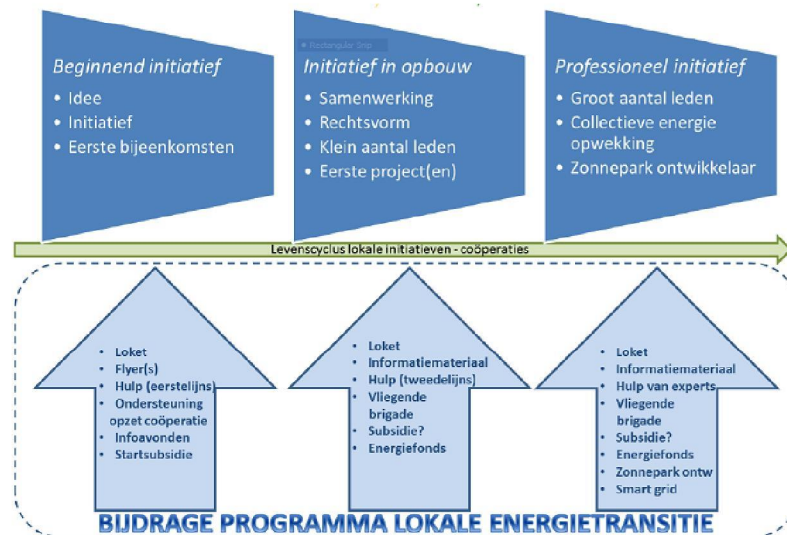 Rectangular Snip
Beginnend initiatief
• Idee
• Initiatief
• Eerste bijeenkomsten
Initiatief in opbouw
• Samenwerking
• Rechtsvorm
• Klein aantal leden
• Eerste project(en)
Professioneel initiatief
• Groot aantal leden
• Collectieve energie
opwekking
• Zonnepark ontwikkelaar
Levenscyclus lokale initiatieven - coöperaties
• Loket
• Flyer(s)
• Hulp (eerstelijns)
• Ondersteuning
opzet coöperatie
• Infoavonden
• Startsubsidie
• Loket
• Informatiemateriaal
• Hulp (tweedelijns)
• Vliegende
brigade
• Subsidie?
• Energiefonds
• Loket
• Informatiemateriaal
• Hulp van experts
• Vliegende
brigade
• Subsidie?
• Energiefonds
• Zonnepark ontw
• Smart grid
BIJDRAGE PROGRAMMA LOKALE ENERGIETRANSITIE